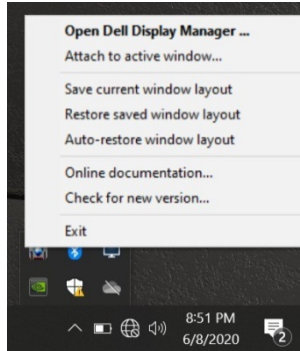 Open Dell Display Manager ...
Attach to active window...
Save current window layout
Restore saved window layout
Auto-restore window layout
Online documentation...
Check for new version...
Exit
8:51 PM
6/8/2020
2